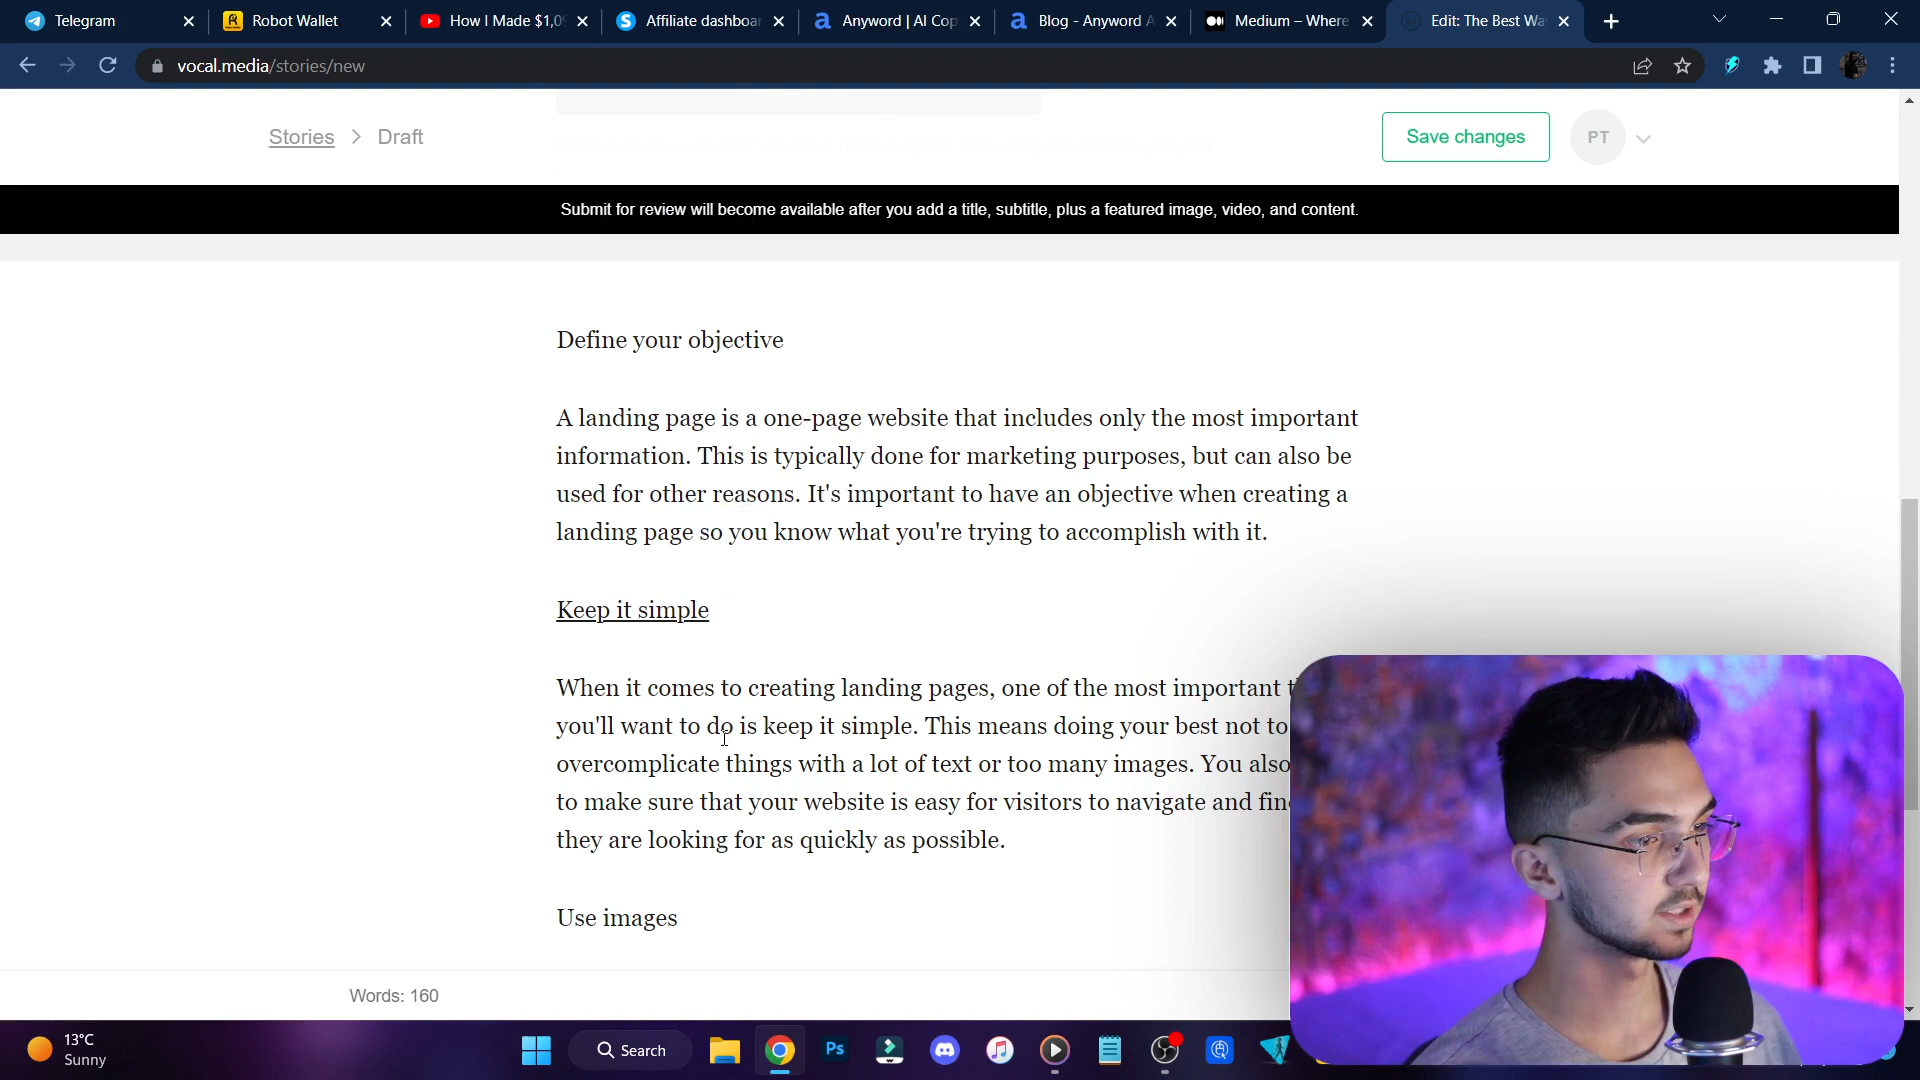 Telegram
Robot Wallet
How I Made $1,0
Affiliate dashboa
Anyword | AI Cop
Blog - Anyword A
Medium – Where
Edit: The Best Wa
vocal.media/stories/new
Stories > Draft
Save changes
PT
Submit for review will become available after you add a title, subtitle, plus a featured image, video, and content.
Define your objective
A landing page is a one-page website that includes only the most important
information. This is typically done for marketing purposes, but can also be
used for other reasons. It's important to have an objective when creating a
landing page so you know what you're trying to accomplish with it.
Keep it simple
When it comes to creating landing pages, one of the most important
you'll want to do is keep it simple. This means doing your best not to
overcomplicate things with a lot of text or too many images. You also
to make sure that your website is easy for visitors to navigate and
they are looking for as quickly as possible.
Use images
Words: 160
13°C
Sunny
Search
Ps